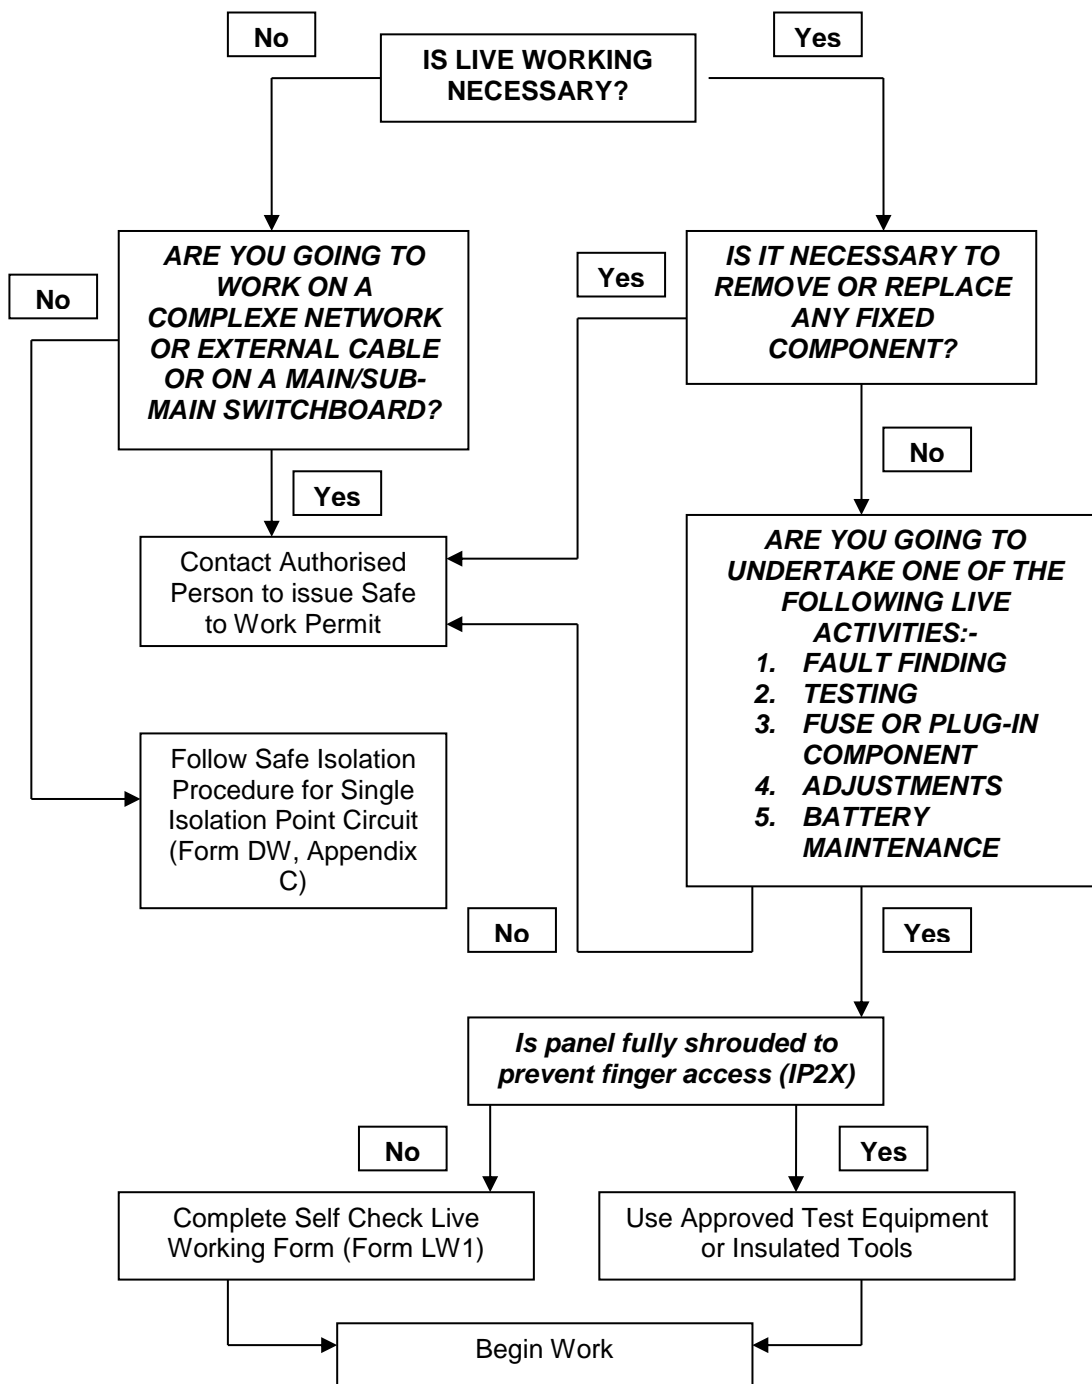 No
Yes
IS LIVE WORKING
NECESSARY?
ARE YOU GOING TO
WORK ON A
COMPLEXE NETWORK
OR EXTERNAL CABLE
OR ON A MAIN/SUB-
MAIN SWITCHBOARD?
Yes
IS IT NECESSARY TO
REMOVE OR REPLACE
ANY FIXED
COMPONENT?
No
No
Yes
Contact Authorised
Person to issue Safe
to Work Permit
ARE YOU GOING TO
UNDERTAKE ONE OF THE
FOLLOWING LIVE
ACTIVITIES:-
1. FAULT FINDING
2. TESTING
3. FUSE OR PLUG-IN
COMPONENT
4. ADJUSTMENTS
5. BATTERY
MAINTENANCE
Follow Safe Isolation
Procedure for Single
Isolation Point Circuit
(Form DW, Appendix
C)
No
Yes
Is panel fully shrouded to
prevent finger access (IP2X)
No
Yes
Complete Self Check Live
Working Form (Form LW1)
Use Approved Test Equipment
or Insulated Tools
Begin Work